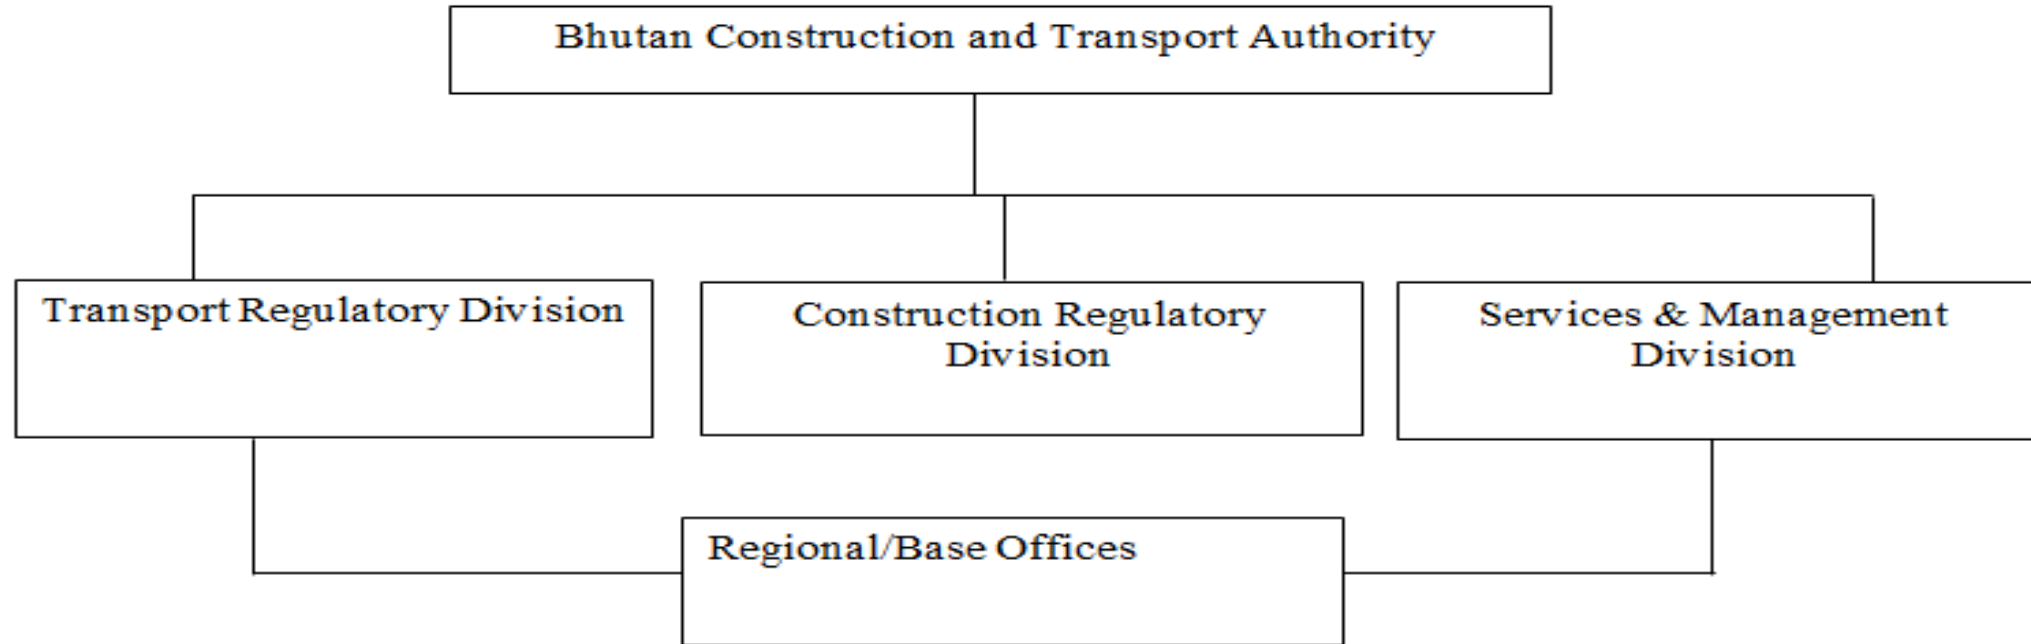 Bhutan Construction and Transport Authority
Transport Regulatory Division
Construction Regulatory
Division
Services & Management
Division
Regional/Base Offices